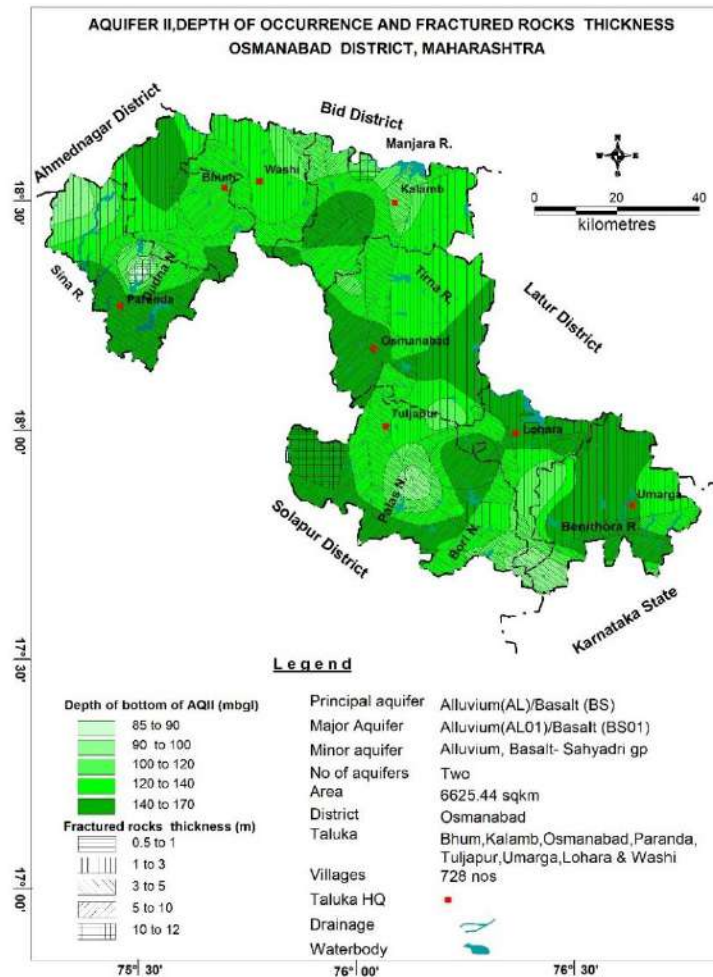 AQUIFER II,DEPTH OF OCCURRENCE AND FRACTURED ROCKS THICKNESS
OSMANABAD DISTRICT, MAHARASHTRA
Ahmednagar District
Bid District
Manjara R.
N
W E
S
0 20 40
kilometres
18°30'
Bhum
Washi
Kalamb
Sina R.
Dudna N.
Parenda
Tirna R.
Latur District
Osmanabad
18°00'
Tuljapur
Lohara
Umarga
Palas N.
Bori N.
Benithora R.
Solapur District
Karnataka State
17°30'
Legend
Depth of bottom of AQII (mbgl)
85 to 90
90 to 100
100 to 120
120 to 140
140 to 170
Fractured rocks thickness (m)
0.5 to 1
1 to 3
3 to 5
5 to 10
10 to 12
Principal aquifer Alluvium(AL)/Basalt (BS)
Major Aquifer Alluvium(AL01)/Basalt (BS01)
Minor aquifer Alluvium, Basalt- Sahyadri gp
No of aquifers Two
Area 6625.44 sqkm
District Osmanabad
Taluka Bhum,Kalamb,Osmanabad,Paranda,
Tuljapur,Umarga,Lohara & Washi
Villages 728 nos
Taluka HQ
Drainage
Waterbody
17°00'
75°30' 76°00' 76°30'